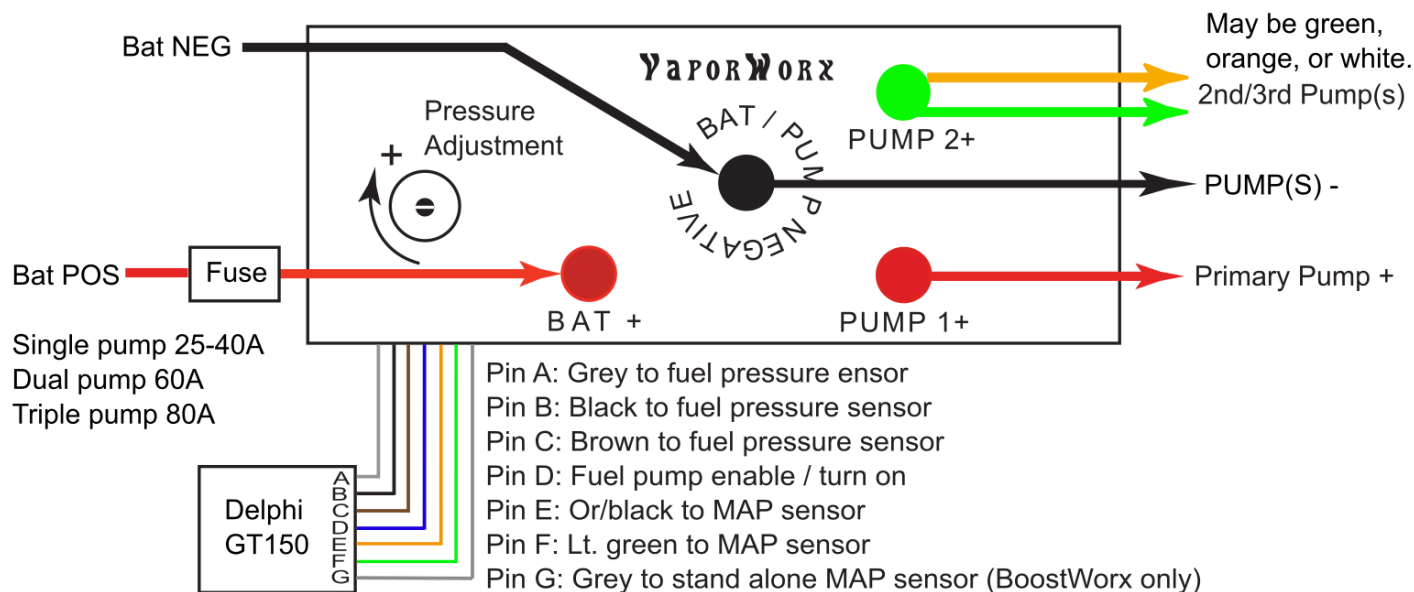 Bat NEG
VaporWorx
May be green,
orange, or white.
2nd/3rd Pump(s)
Pressure
Adjustment
+
BAT / PUMP NEGATIVE
PUMP 2+
PUMP(S) -
Bat POS
Fuse
BAT +
PUMP 1+
Primary Pump +
Single pump 25-40A
Dual pump 60A
Triple pump 80A
Delphi
GT150
A
B
C
D
E
F
G
Pin A: Grey to fuel pressure ensor
Pin B: Black to fuel pressure sensor
Pin C: Brown to fuel pressure sensor
Pin D: Fuel pump enable / turn on
Pin E: Or/black to MAP sensor
Pin F: Lt. green to MAP sensor
Pin G: Grey to stand alone MAP sensor (BoostWorx only)